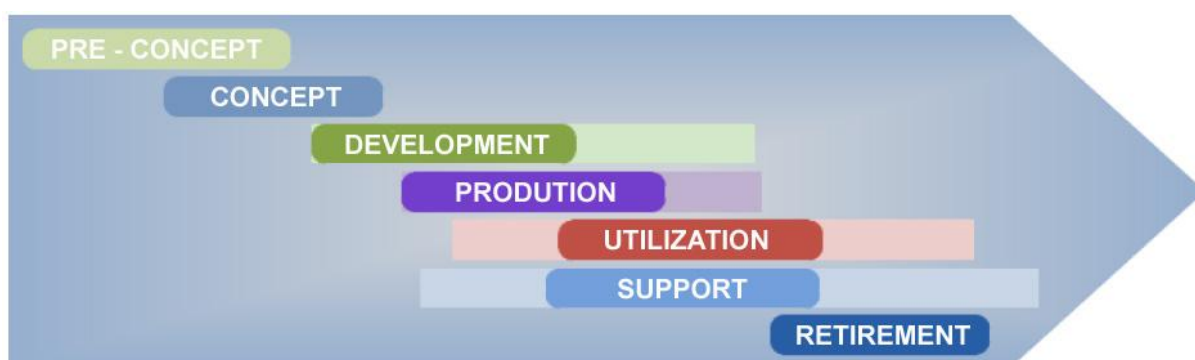 PRE - CONCEPT
CONCEPT
DEVELOPMENT
PRODUTION
UTILIZATION
SUPPORT
RETIREMENT